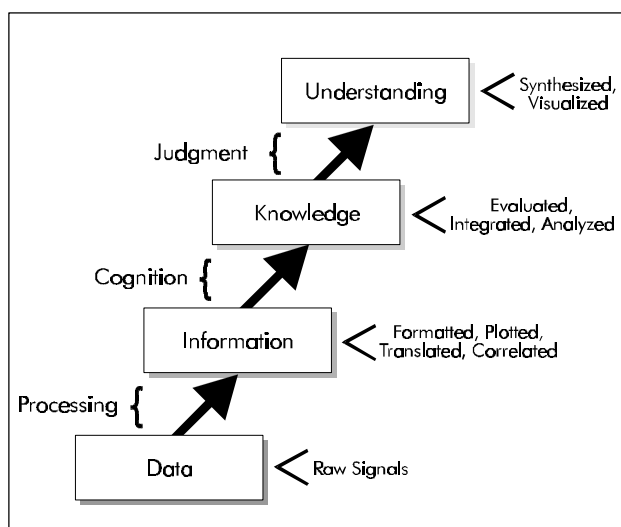 Understanding
Synthesized,
Visualized
Judgment
Knowledge
Evaluated,
Integrated, Analyzed
Cognition
Information
Formatted, Plotted,
Translated, Correlated
Processing
Data
Raw Signals